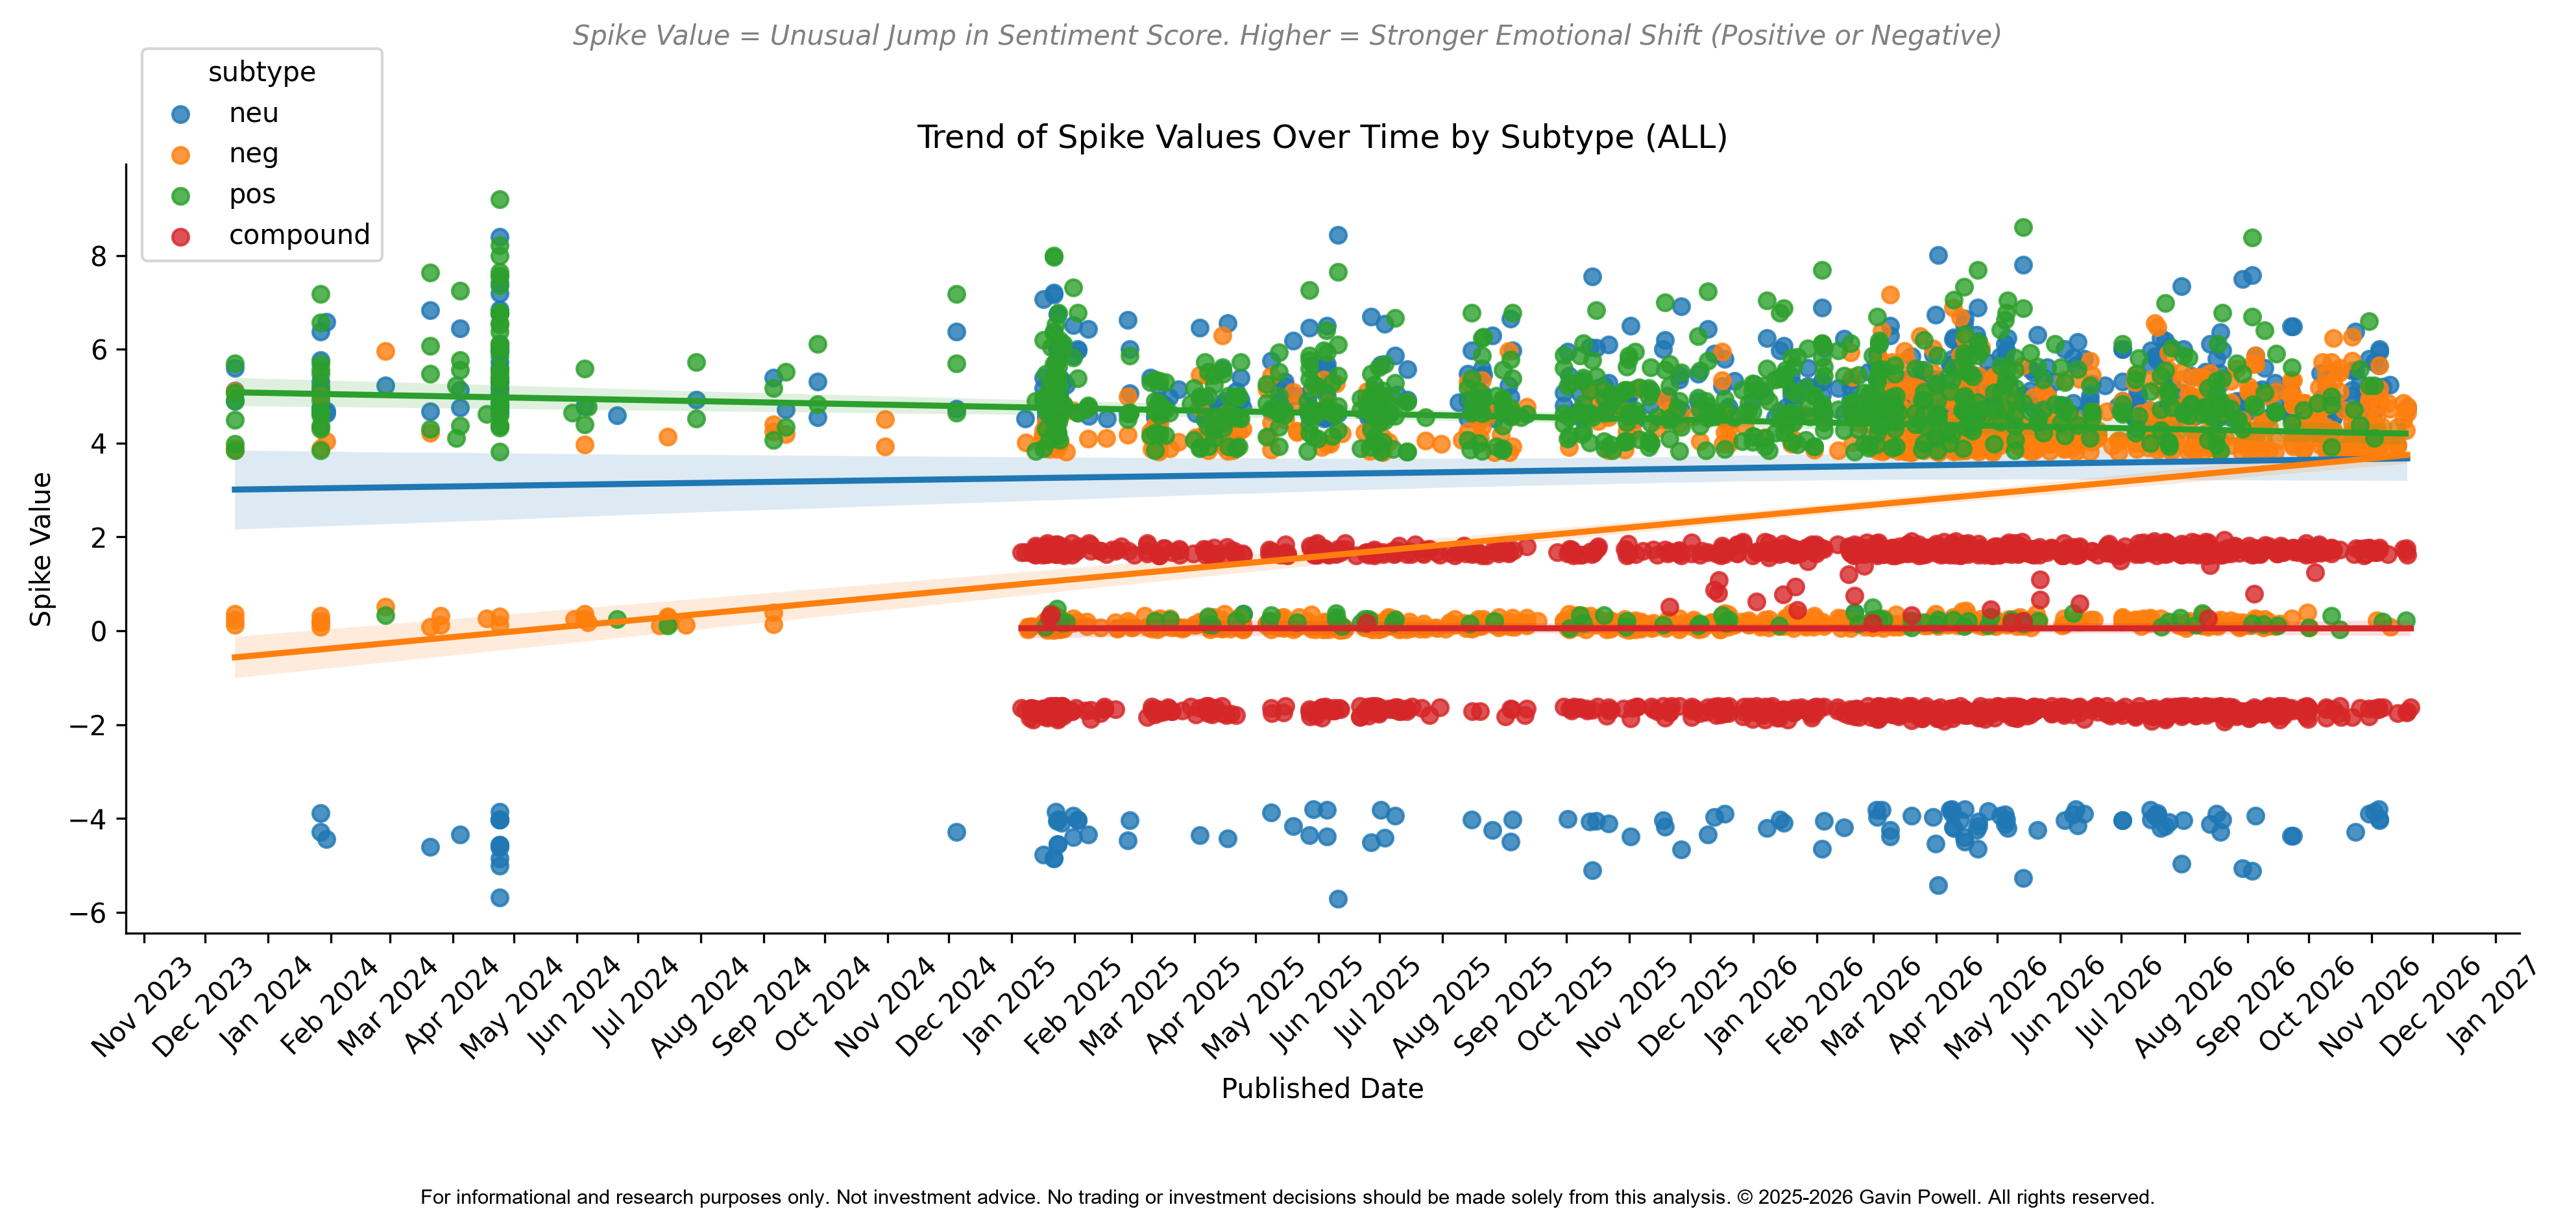 Spike Value = Unusual Jump in Sentiment Score. Higher = Stronger Emotional Shift (Positive or Negative)
subtype
neu
neg
pos
compound
Trend of Spike Values Over Time by Subtype (ALL)
Spike Value
8
6
4
2
0
−2
−4
−6
Nov 2023
Dec 2023
Jan 2024
Feb 2024
Mar 2024
Apr 2024
May 2024
Jun 2024
Jul 2024
Aug 2024
Sep 2024
Oct 2024
Nov 2024
Dec 2024
Jan 2025
Feb 2025
Mar 2025
Apr 2025
May 2025
Jun 2025
Jul 2025
Aug 2025
Sep 2025
Oct 2025
Nov 2025
Dec 2025
Jan 2026
Feb 2026
Mar 2026
Apr 2026
May 2026
Jun 2026
Jul 2026
Aug 2026
Sep 2026
Oct 2026
Nov 2026
Dec 2026
Jan 2027
Published Date
For informational and research purposes only. Not investment advice. No trading or investment decisions should be made solely from this analysis. © 2025-2026 Gavin Powell. All rights reserved.